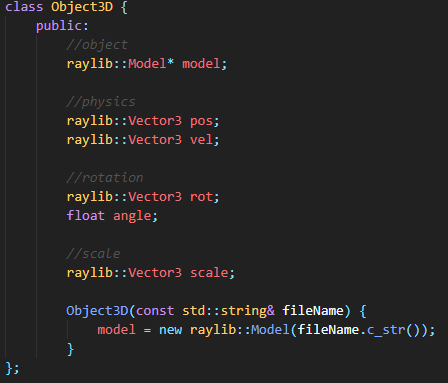 class Object3D {
    public:
        //object
        raylib::Model* model;

        //physics
        raylib::Vector3 pos;
        raylib::Vector3 vel;

        //rotation
        raylib::Vector3 rot;
        float angle;

        //scale
        raylib::Vector3 scale;

        Object3D(const std::string& fileName) {
            model = new raylib::Model(fileName.c_str());
        }
};